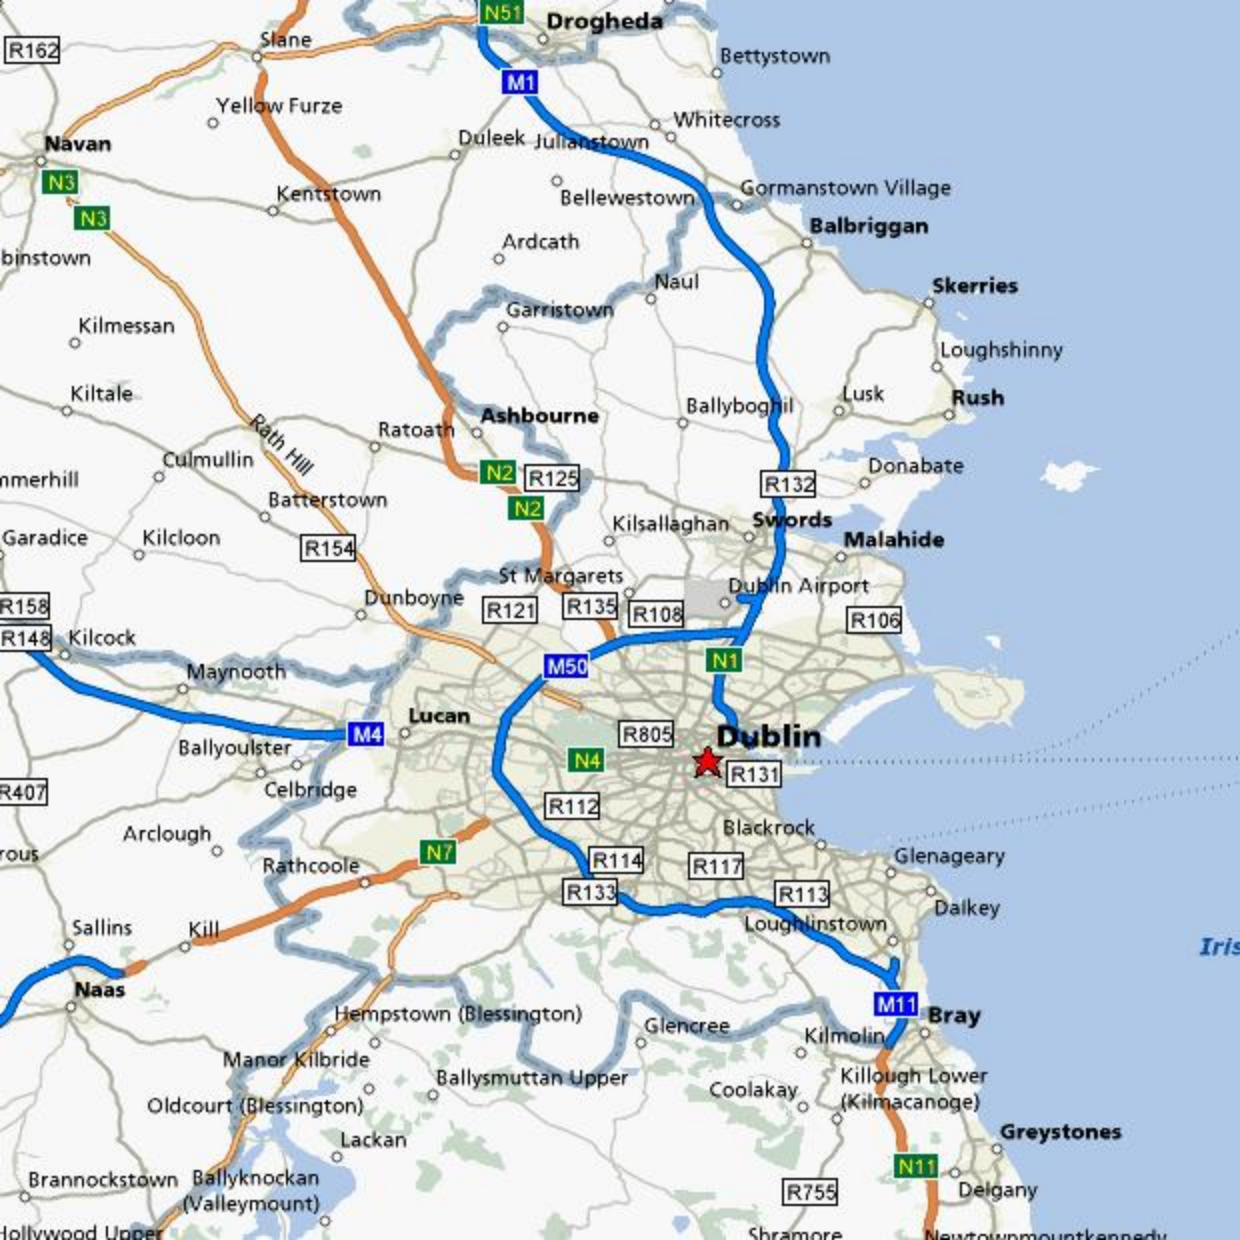 N51
Drogheda
R162
Slane
Bettystown
M1
Yellow Furze
Whitecross
Navan
Duleek
Julianstown
N3
Kentstown
Bellewestown
Gormanstown Village
N3
Balbriggan
binstown
Ardcath
Naul
Skerries
Garristown
Kilmessan
Loughshinny
Kiltale
Lusk
Rush
Ballyboghil
Ashbourne
Rath Hill
Ratoath
Culmullin
Donabate
mmerhill
N2
R125
R132
Batterstown
N2
Swords
Kilsallaghan
Garadice
Kilcloon
R154
Malahide
St Margarets
Dublin Airport
Dunboyne
R158
R121
R135
R108
R106
R148
Kilcock
M50
N1
Maynooth
Lucan
M4
R805
Dublin
Ballyoulster
N4
R131
Celbridge
R407
R112
Arclough
Blackrock
rous
N7
Rathcoole
R114
R117
Glenageary
R133
R113
Dalkey
Sallins
Kill
Loughlinstown
Iris
Naas
M11
Hempstown (Blessington)
Bray
Glencree
Kilmolin
Manor Kilbride
Ballysmuttan Upper
Killough Lower
(Kilmacanoge)
Coolakay
Oldcourt (Blessington)
Lackan
Greystones
N11
Brannockstown
Ballyknockan
(Valleymount)
R755
Delgany
Hollywood Upper
Shramore
Newtownmountkennedy